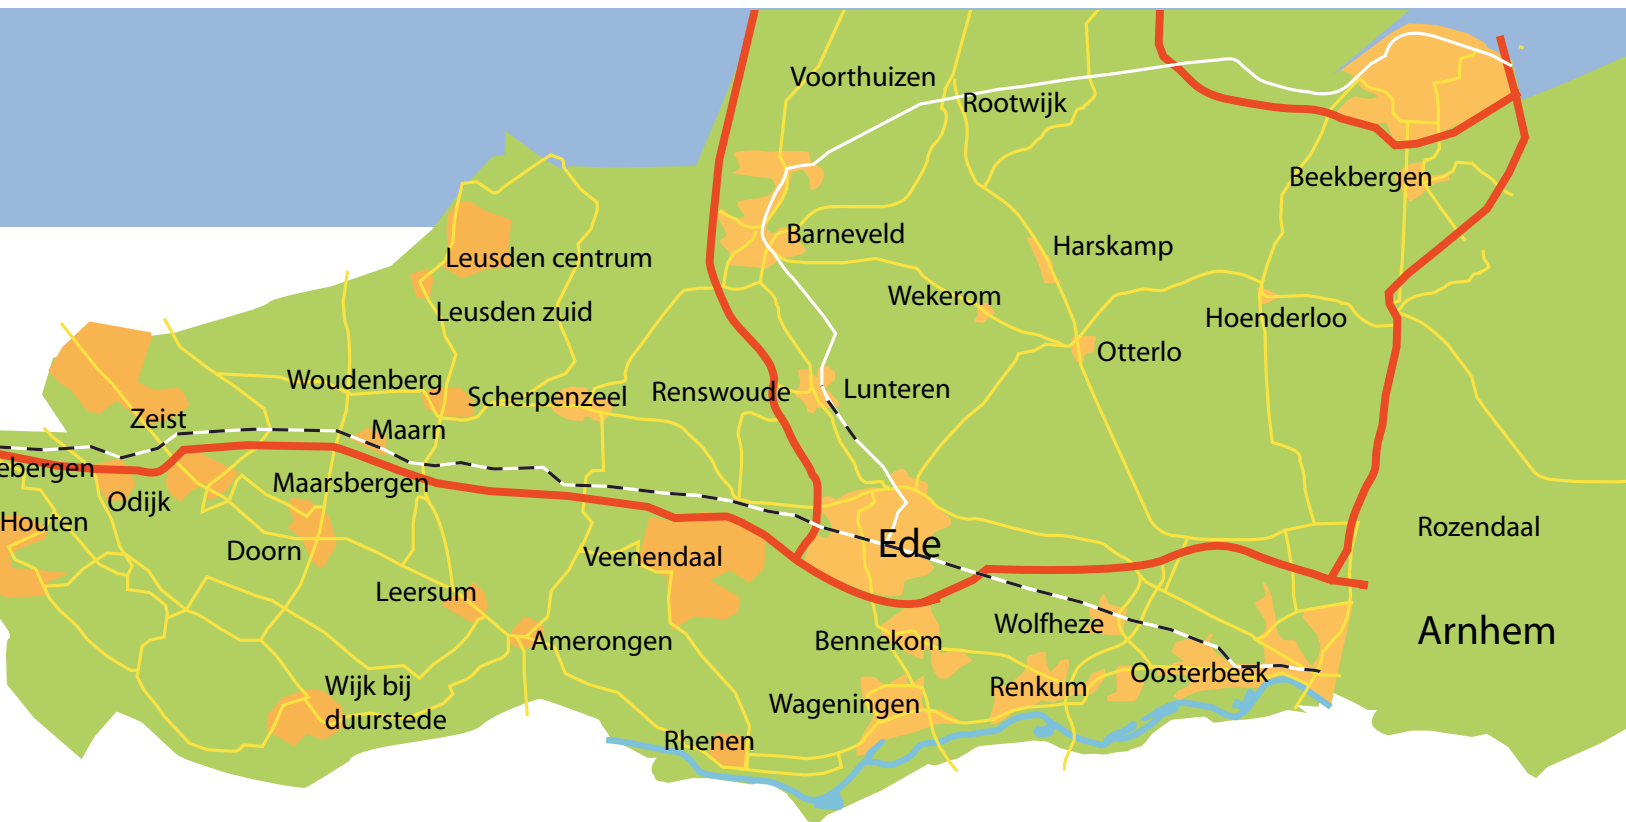 Voorthuizen
Rootwijk
Beekbergen
Barneveld
Harskamp
Leusden centrum
Wekerom
Leusden zuid
Hoenderloo
Otterlo
Woudenberg
Scherpenzeel
Renswoude
Lunteren
Zeist
Maarn
ebergen
Maarsbergen
Odijk
Houten
Rozendaal
Doorn
Veenendaal
Ede
Leersum
Amerongen
Bennekom
Wolfheze
Arnhem
Oosterbeek
Renkum
Wijk bij
duurstede
Wageningen
Rhenen